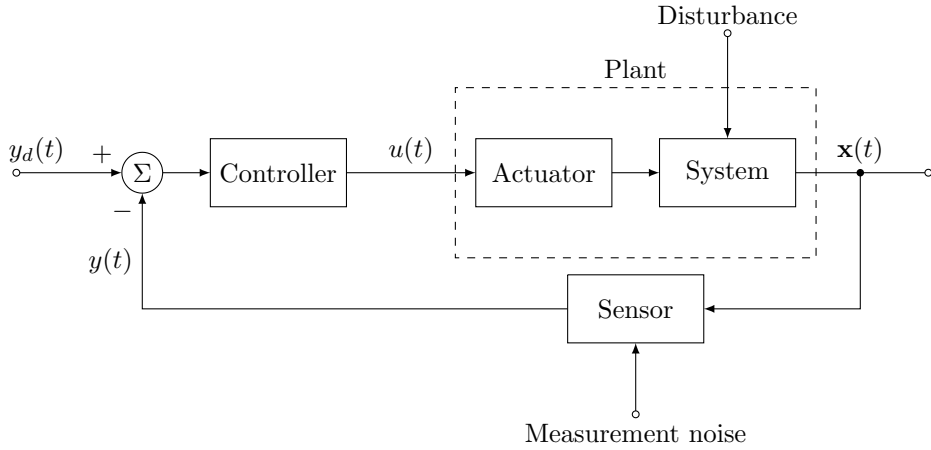 Disturbance
Plant
y_d(t)
+
Σ
Controller
u(t)
Actuator
System
𝐱(t)
−
y(t)
Sensor
Measurement noise